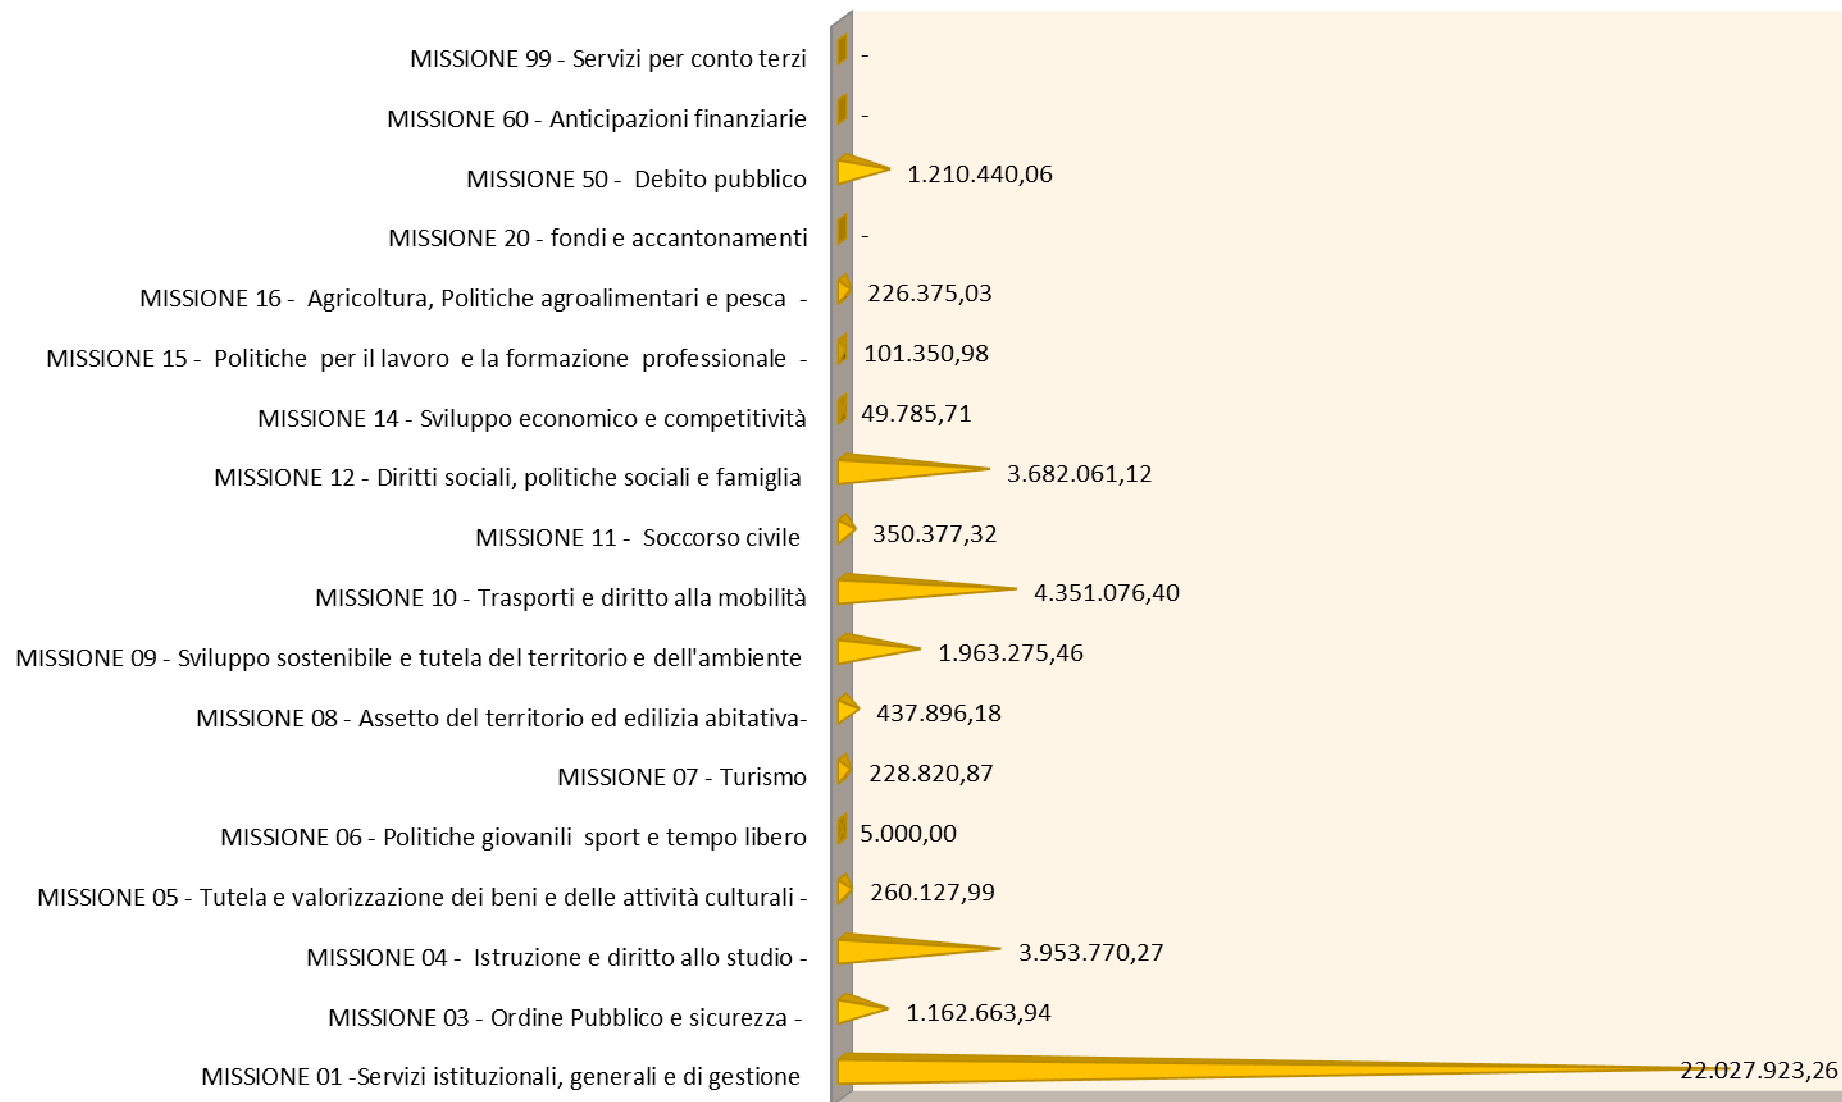 MISSIONE 99 - Servizi per conto terzi -
MISSIONE 60 - Anticipazioni finanziarie -
MISSIONE 50 -  Debito pubblico 1.210.440,06
MISSIONE 20 - fondi e accantonamenti -
MISSIONE 16 -  Agricoltura, Politiche agroalimentari e pesca  - 226.375,03
MISSIONE 15 -  Politiche  per il lavoro  e la formazione  professionale  - 101.350,98
MISSIONE 14 - Sviluppo economico e competitività 49.785,71
MISSIONE 12 - Diritti sociali, politiche sociali e famiglia 3.682.061,12
MISSIONE 11 -  Soccorso civile 350.377,32
MISSIONE 10 - Trasporti e diritto alla mobilità 4.351.076,40
MISSIONE 09 - Sviluppo sostenibile e tutela del territorio e dell'ambiente 1.963.275,46
MISSIONE 08 - Assetto del territorio ed edilizia abitativa- 437.896,18
MISSIONE 07 - Turismo 228.820,87
MISSIONE 06 - Politiche giovanili  sport e tempo libero 5.000,00
MISSIONE 05 - Tutela e valorizzazione dei beni e delle attività culturali - 260.127,99
MISSIONE 04 -  Istruzione e diritto allo studio - 3.953.770,27
MISSIONE 03 - Ordine Pubblico e sicurezza - 1.162.663,94
MISSIONE 01 -Servizi istituzionali, generali e di gestione 22.027.923,26